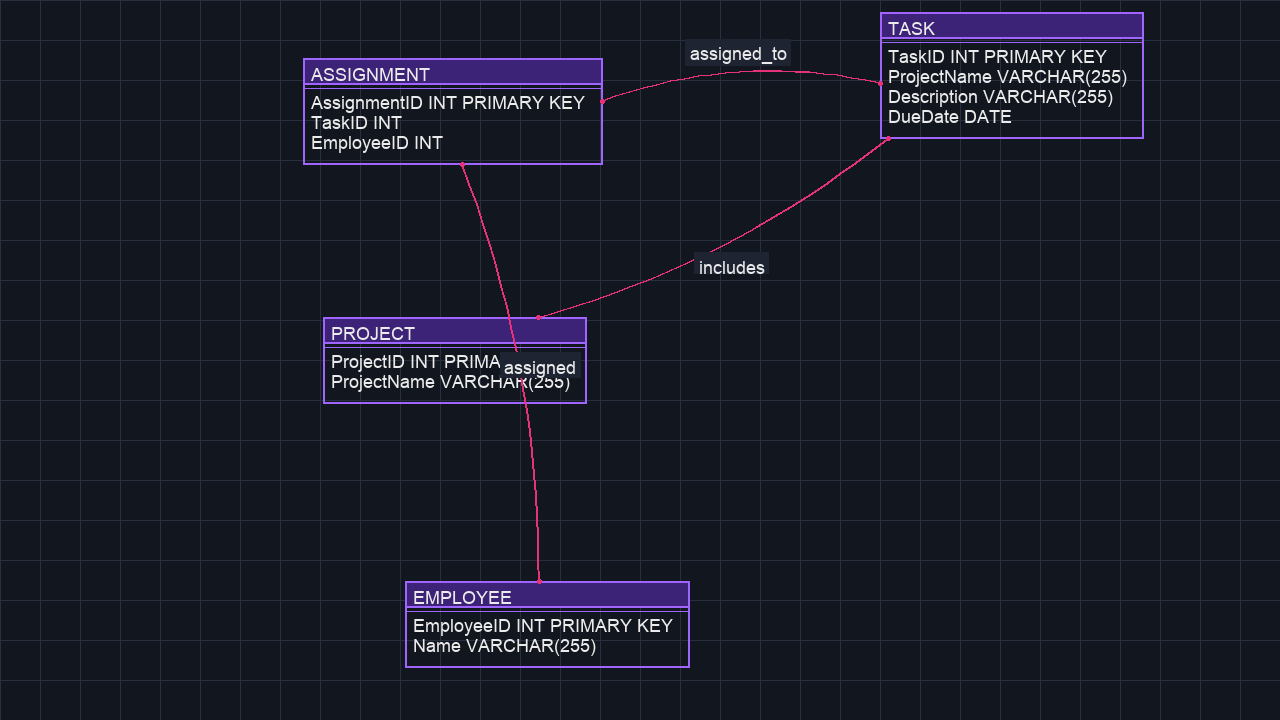 TASK
TaskID INT PRIMARY KEY
ProjectName VARCHAR(255)
Description VARCHAR(255)
DueDate DATE
assigned_to
ASSIGNMENT
AssignmentID INT PRIMARY KEY
TaskID INT
EmployeeID INT
includes
PROJECT
ProjectID INT
assigned
ProjectName VARCHAR(255)
EMPLOYEE
EmployeeID INT PRIMARY KEY
Name VARCHAR(255)